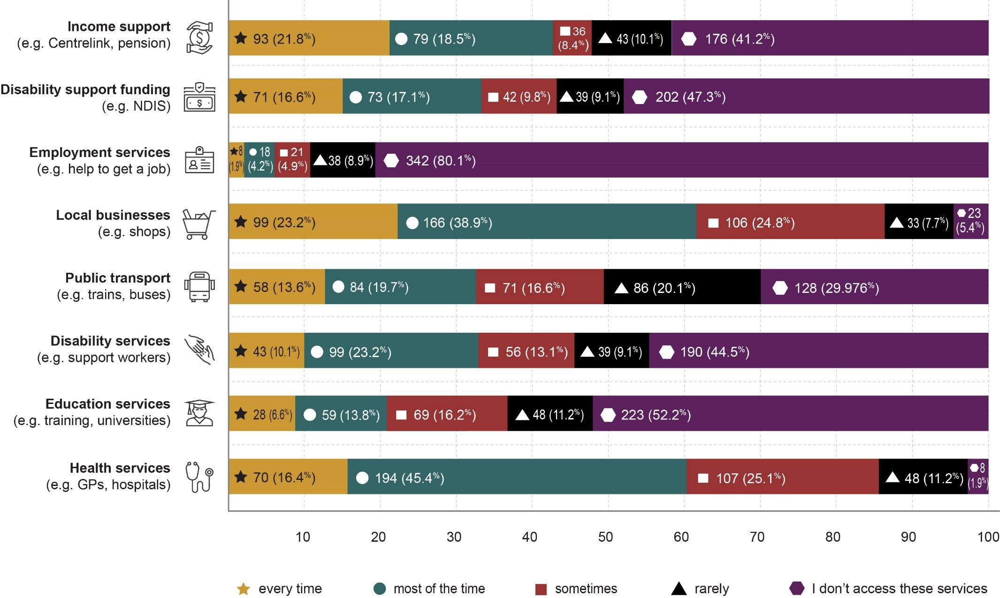 Income support
(e.g. Centrelink, pension)
$
93 (21.8%)
79 (18.5%)
36
(8.4%)
43 (10.1%)
176 (41.2%)
Disability support funding
(e.g. NDIS)
$
71 (16.6%)
73 (17.1%)
42 (9.8%)
39 (9.1%)
202 (47.3%)
Employment services
(e.g. help to get a job)
8
(1.9%)
18
(4.2%)
21
(4.9%)
38 (8.9%)
342 (80.1%)
Local businesses
(e.g. shops)
99 (23.2%)
166 (38.9%)
106 (24.8%)
33 (7.7%)
23
(5.4%)
Public transport
(e.g. trains, buses)
58 (13.6%)
84 (19.7%)
71 (16.6%)
86 (20.1%)
128 (29.976%)
Disability services
(e.g. support workers)
43 (10.1%)
99 (23.2%)
56 (13.1%)
39 (9.1%)
190 (44.5%)
Education services
(e.g. training, universities)
28 (6.6%)
59 (13.8%)
69 (16.2%)
48 (11.2%)
223 (52.2%)
Health services
(e.g. GPs, hospitals)
70 (16.4%)
194 (45.4%)
107 (25.1%)
48 (11.2%)
8
(1.9%)
10 20 30 40 50 60 70 80 90 100
every time most of the time sometimes rarely I don’t access these services